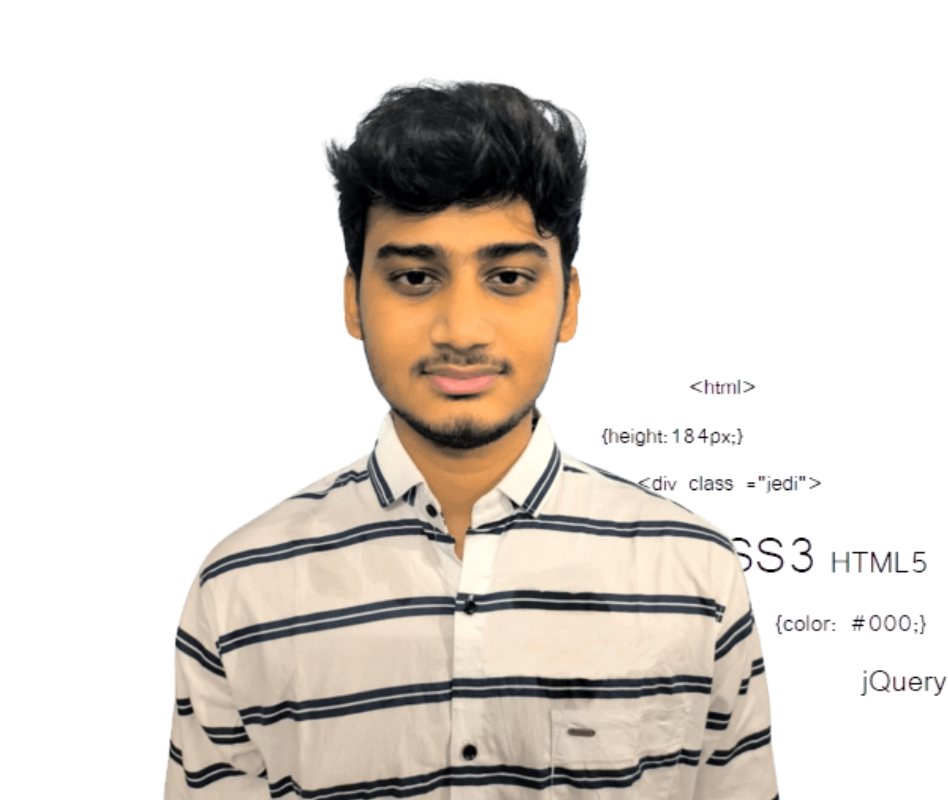 <html>
{height:184px;}
<div class ="jedi">
SS3 HTML5
{color: #000;}
jQuery